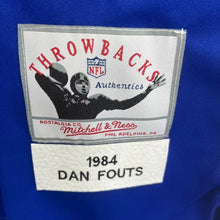 THROWBACKS
NFL
Authentics
NOSTALGIA CO.
Mitchell & Ness
PHILADELPHIA, PA
1984
DAN FOUTS